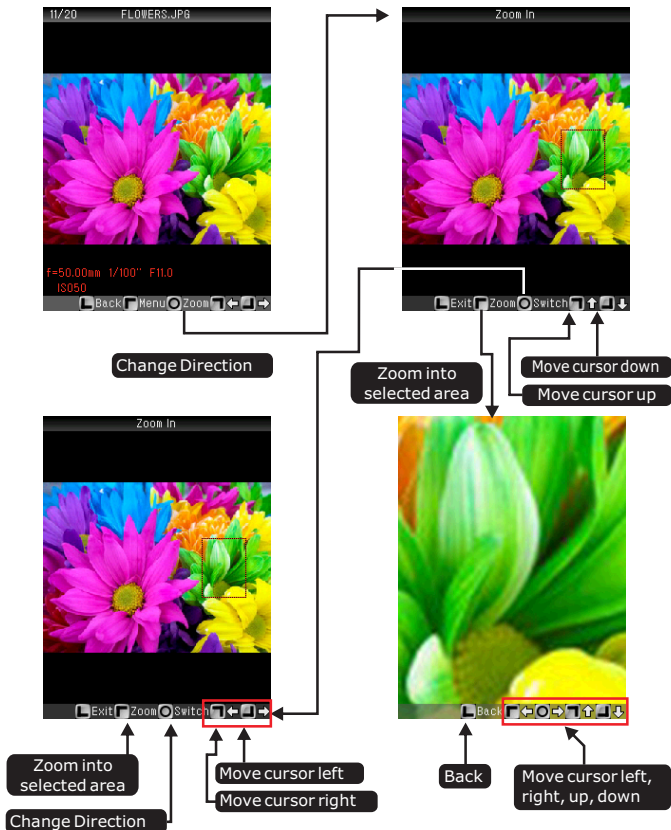 11/20 FLOWERS.JPG
f=50.00mm 1/100'' F11.0
ISO50
Back Menu Zoom ← →
Zoom In
Exit Zoom Switch ↑ ↓
Change Direction
Zoom into
selected area
Move cursor down
Move cursor up
Zoom In
Exit Zoom Switch ← →
Zoom into
selected area
Change Direction
Move cursor left
Move cursor right
Back ← → ↑ ↓
Back
Move cursor left,
right, up, down